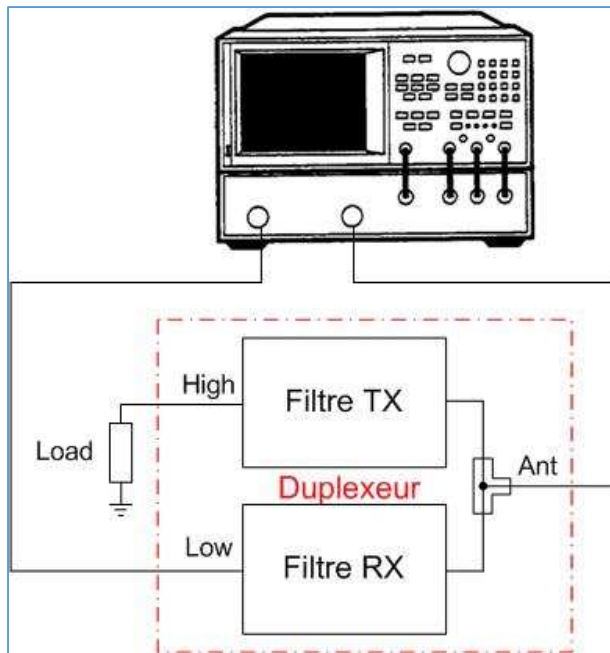 High
Filtre TX
Load
Ant
Duplexeur
Low
Filtre RX